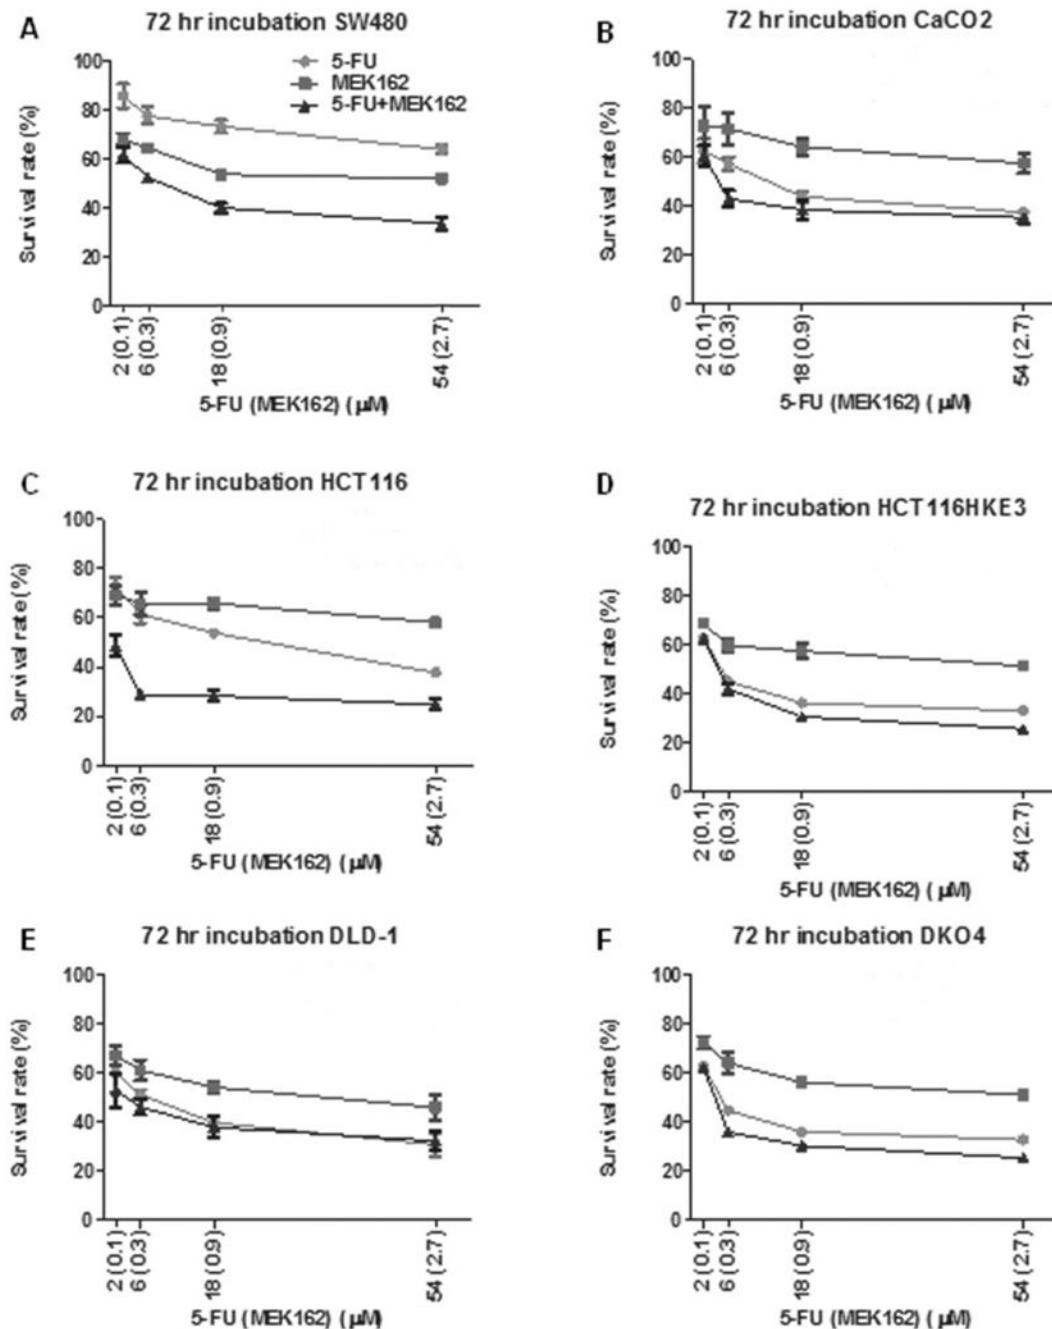 A
72 hr incubation SW480
5-FU
MEK162
5-FU+MEK162
Survival rate (%)
100
80
60
40
20
0
2 (0.1)
6 (0.3)
18 (0.9)
54 (2.7)
5-FU (MEK162) (µM)
B
72 hr incubation CaCO2
Survival rate (%)
100
80
60
40
20
0
2 (0.1)
6 (0.3)
18 (0.9)
54 (2.7)
5-FU (MEK162) (µM)
C
72 hr incubation HCT116
Survival rate (%)
100
80
60
40
20
0
2 (0.1)
6 (0.3)
18 (0.9)
54 (2.7)
5-FU (MEK162) (µM)
D
72 hr incubation HCT116HKE3
Survival rate (%)
100
80
60
40
20
0
2 (0.1)
6 (0.3)
18 (0.9)
54 (2.7)
5-FU (MEK162) (µM)
E
72 hr incubation DLD-1
Survival rate (%)
100
80
60
40
20
0
2 (0.1)
6 (0.3)
18 (0.9)
54 (2.7)
5-FU (MEK162) (µM)
F
72 hr incubation DKO4
Survival rate (%)
100
80
60
40
20
0
2 (0.1)
6 (0.3)
18 (0.9)
54 (2.7)
5-FU (MEK162) (µM)